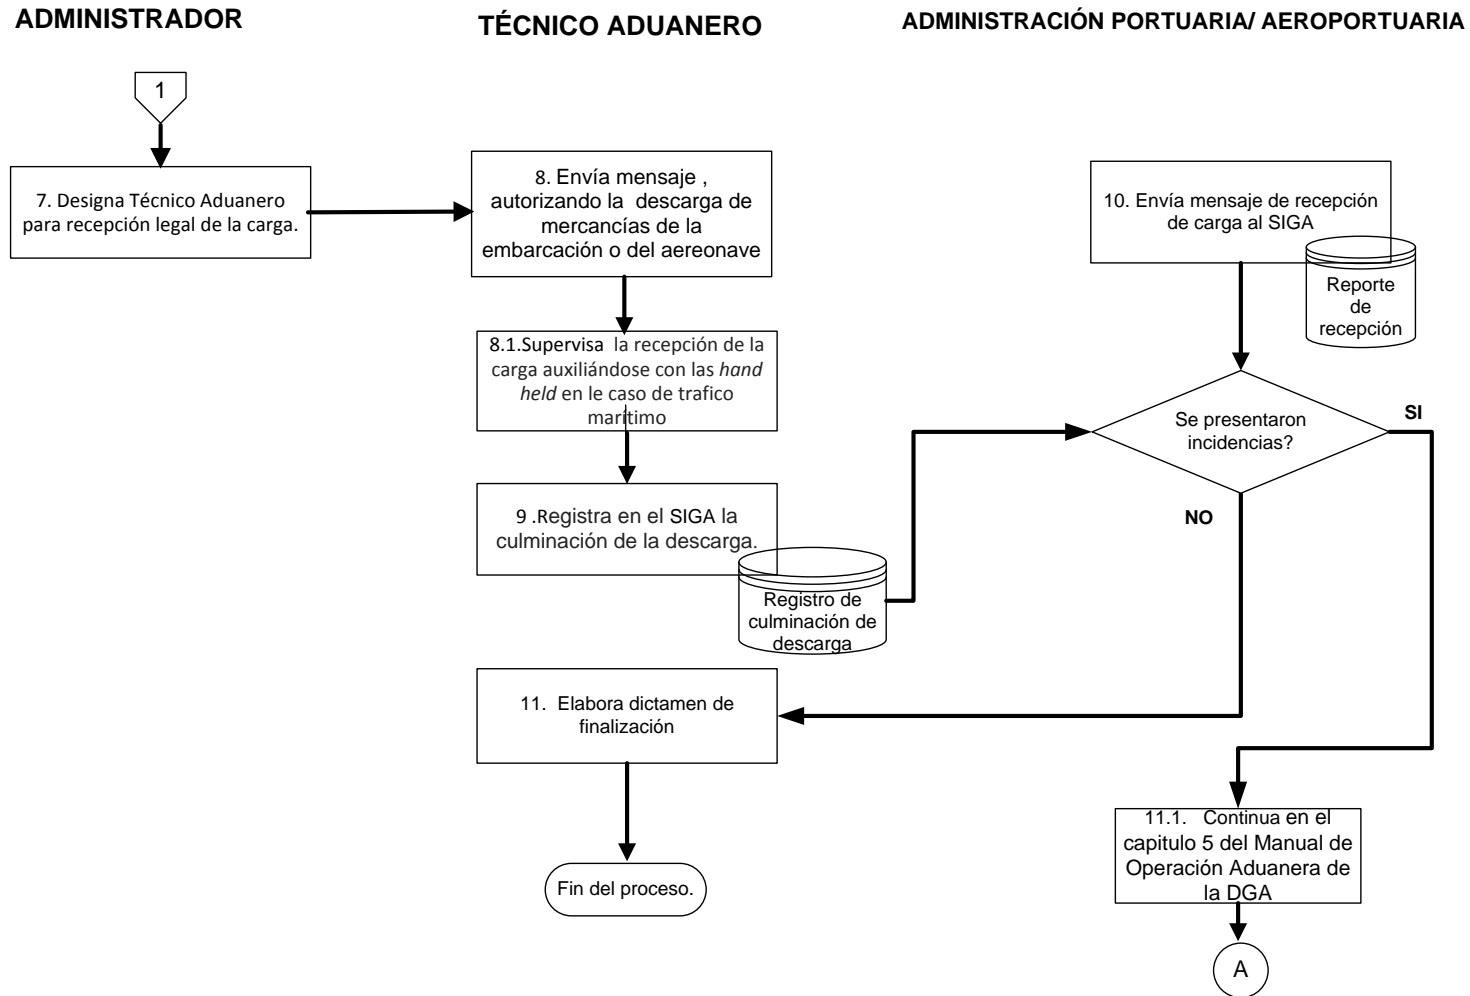 ADMINISTRADOR
TÉCNICO ADUANERO
ADMINISTRACIÓN PORTUARIA/ AEROPORTUARIA
1
7. Designa Técnico Aduanero
para recepción legal de la carga.
8. Envía mensaje ,
autorizando la descarga de
mercancías de la
embarcación o del aereonave
8.1.Supervisa la recepción de la
carga auxiliándose con las hand
held en le caso de trafico
marítimo
9 .Registra en el SIGA la
culminación de la descarga.
Registro de
culminación de
descarga
10. Envía mensaje de recepción
de carga al SIGA
Reporte
de
recepción
Se presentaron
incidencias?
SI
NO
11. Elabora dictamen de
finalización
Fin del proceso.
11.1. Continua en el
capitulo 5 del Manual de
Operación Aduanera de
la DGA
A